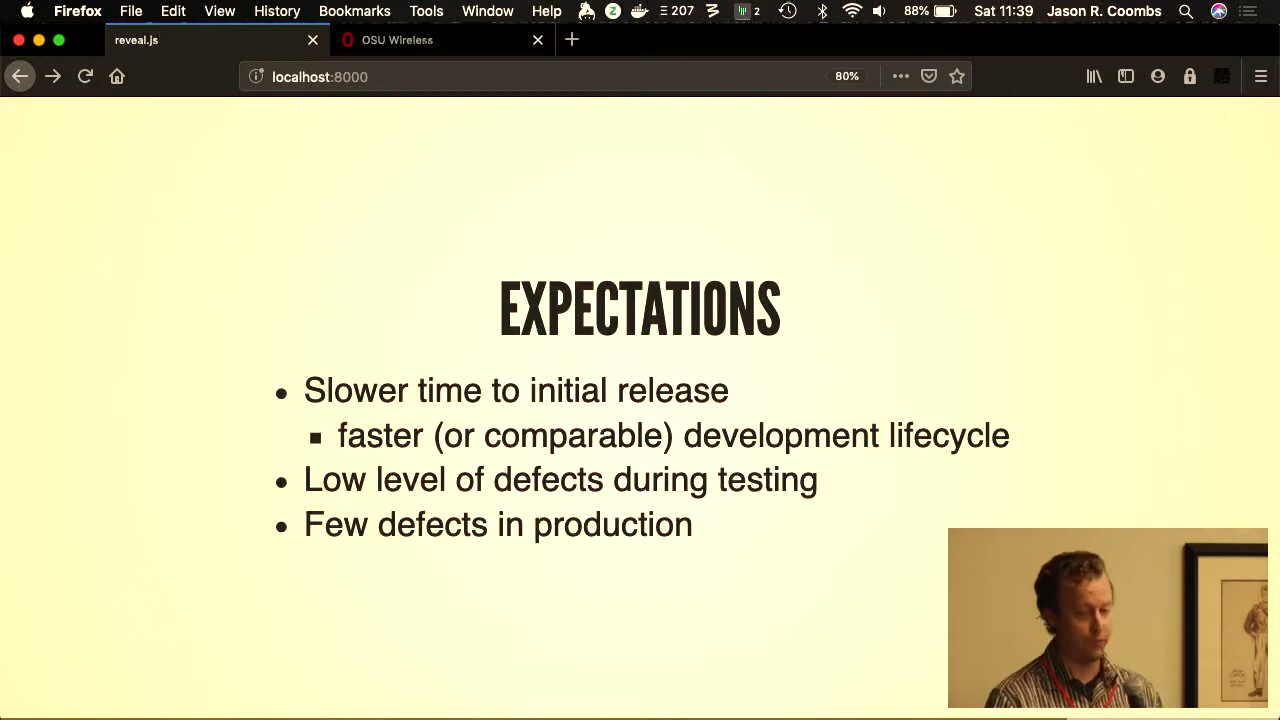 Firefox File Edit View History Bookmarks Tools Window Help 207 2 88% Sat 11:39 Jason R. Coombs
reveal.js OSU Wireless
localhost:8000 80%
EXPECTATIONS
• Slower time to initial release
▪ faster (or comparable) development lifecycle
• Low level of defects during testing
• Few defects in production